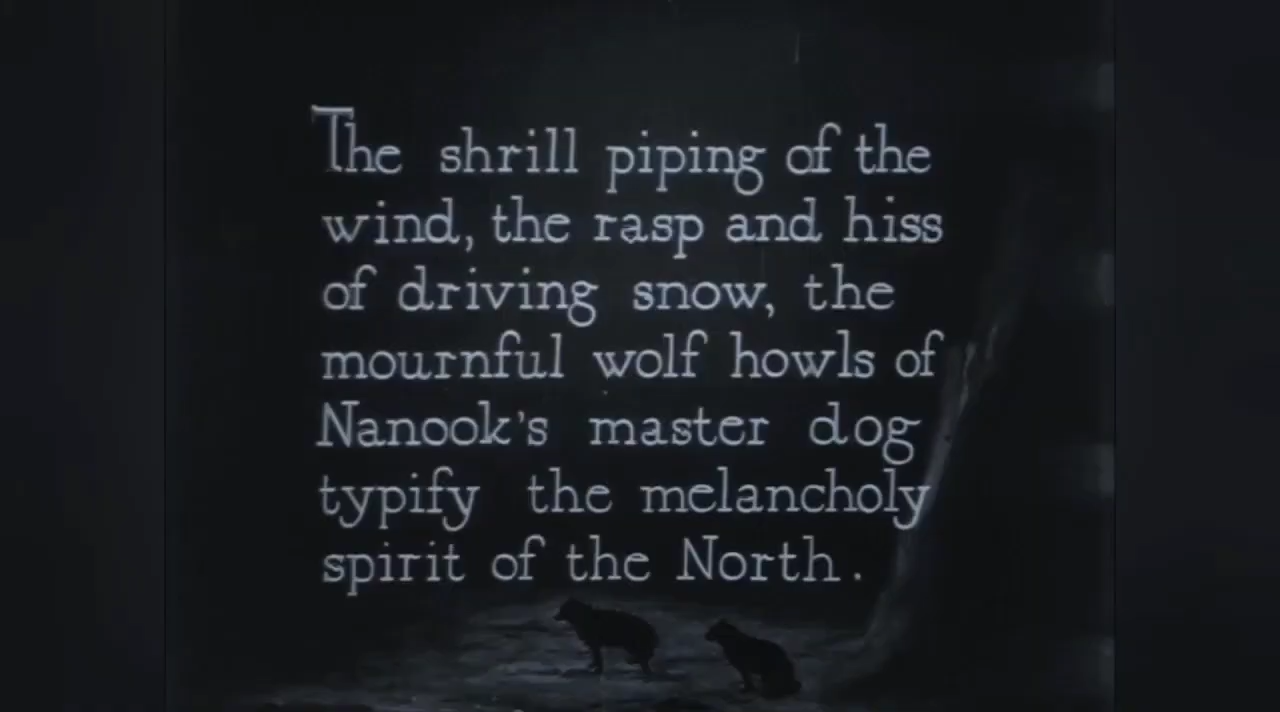 The shrill piping of the
wind, the rasp and hiss
of driving snow, the
mournful wolf howls of
Nanook's master dog
typify the melancholy
spirit of the North.